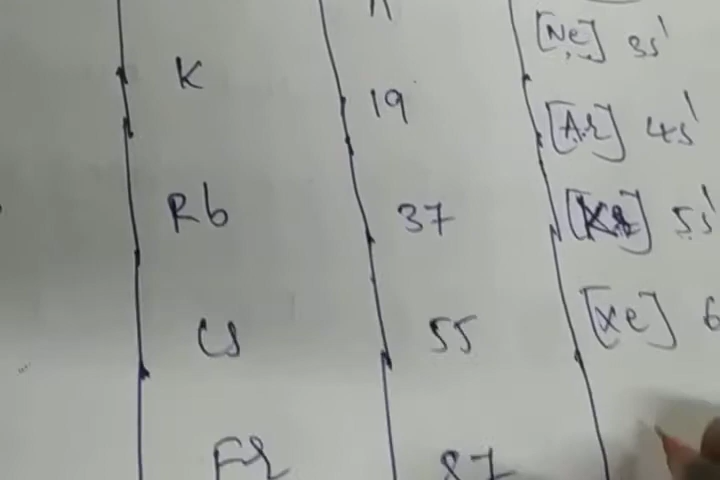 [Ne] 3s¹
K 19 [Ar] 4s¹
Rb 37 [Kr] 5s¹
Cs 55 [Xe] 6
Fr 87